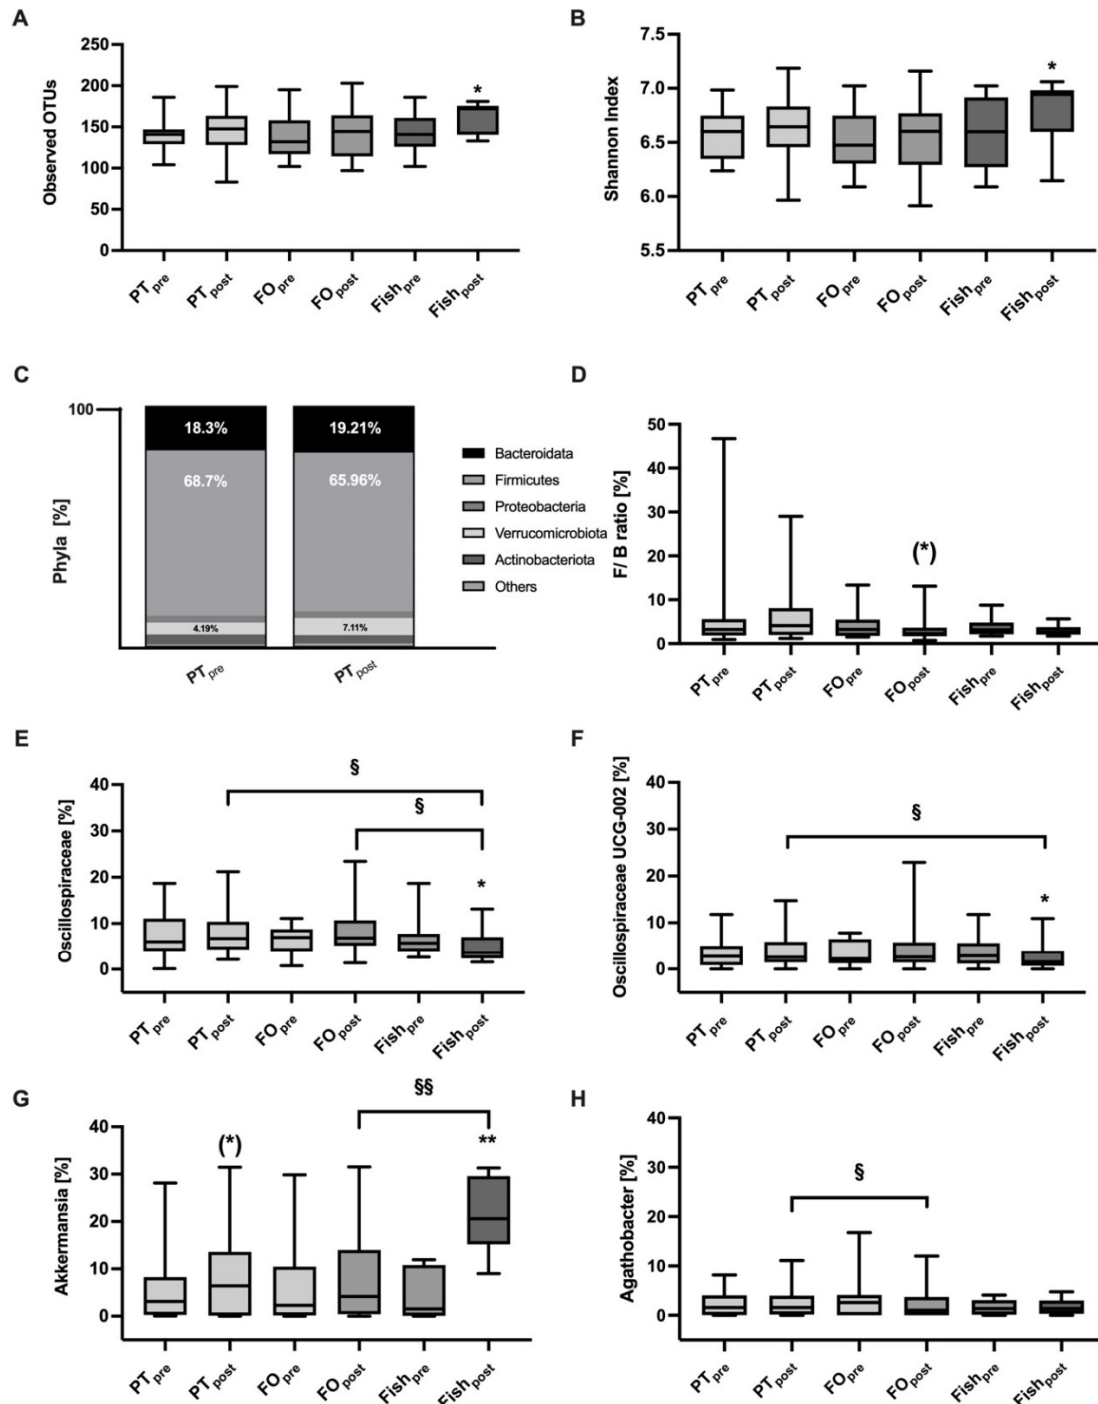 A
Observed OTUs
250
200
150
100
50
0
*
PT pre
PT post
FO pre
FO post
Fish pre
Fish post
B
Shannon Index
7.5
7.0
6.5
6.0
5.5
*
PT pre
PT post
FO pre
FO post
Fish pre
Fish post
C
Phyla [%]
100
18.3%
19.21%
68.7%
65.96%
4.19%
7.11%
PT pre
PT post
Bacteroidata
Firmicutes
Proteobacteria
Verrucomicrobiota
Actinobacteriota
Others
D
F/ B ratio [%]
50
40
30
20
10
0
(*)
PT pre
PT post
FO pre
FO post
Fish pre
Fish post
E
Oscillospiraceae [%]
40
30
20
10
0
§
§
*
PT pre
PT post
FO pre
FO post
Fish pre
Fish post
F
Oscillospiraceae UCG-002 [%]
40
30
20
10
0
§
*
PT pre
PT post
FO pre
FO post
Fish pre
Fish post
G
Akkermansia [%]
40
30
20
10
0
(*)
§§
**
PT pre
PT post
FO pre
FO post
Fish pre
Fish post
H
Agathobacter [%]
40
30
20
10
0
§
PT pre
PT post
FO pre
FO post
Fish pre
Fish post